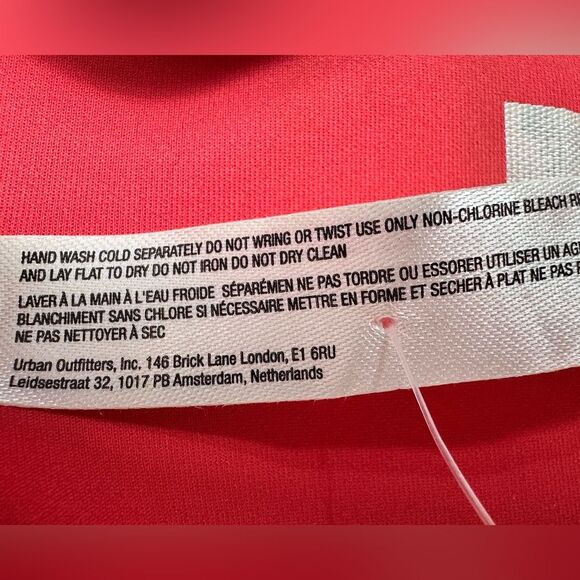 HAND WASH COLD SEPARATELY DO NOT WRING OR TWIST USE ONLY NON-CHLORINE BLEACH
AND LAY FLAT TO DRY DO NOT IRON DO NOT DRY CLEAN
LAVER À LA MAIN À L'EAU FROIDE SÉPARÉMEN NE PAS TORDRE OU ESSORER UTILISER UN
BLANCHIMENT SANS CHLORE SI NÉCESSAIRE METTRE EN FORME ET SECHER À PLAT NE PAS
NE PAS NETTOYER À SEC
Urban Outfitters, Inc. 146 Brick Lane London, E1 6RU
Leidsestraat 32, 1017 PB Amsterdam, Netherlands